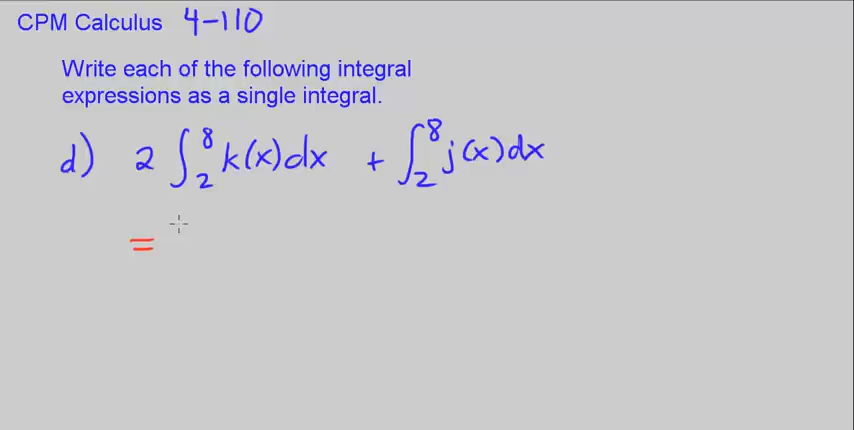 CPM Calculus 4-110
Write each of the following integral
expressions as a single integral.
d) 2 ∫₂⁸ k(x)dx + ∫₂⁸ j(x)dx
=